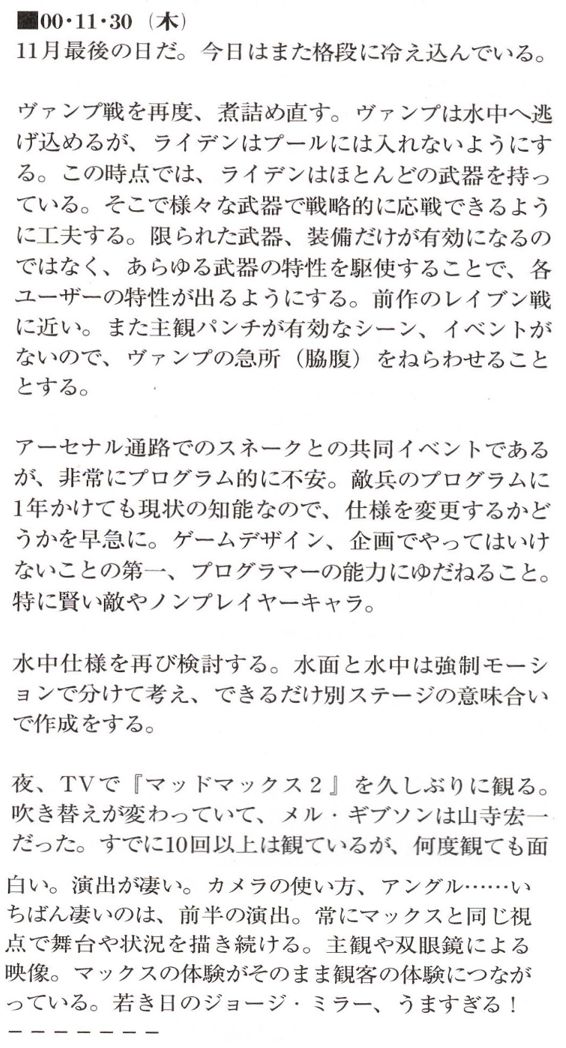 ■00・11・30（木）
11月最後の日だ。今日はまた格段に冷え込んでいる。
ヴァンプ戦を再度、煮詰め直す。ヴァンプは水中へ逃
げ込めるが、ライデンはプールには入れないようにす
る。この時点では、ライデンはほとんどの武器を持っ
ている。そこで様々な武器で戦略的に応戦できるよう
に工夫する。限られた武器、装備だけが有効になるの
ではなく、あらゆる武器の特性を駆使することで、各
ユーザーの特性が出るようにする。前作のレイブン戦
に近い。また主観パンチが有効なシーン、イベントが
ないので、ヴァンプの急所（脇腹）をねらわせること
とする。
アーセナル通路でのスネークとの共同イベントである
が、非常にプログラム的に不安。敵兵のプログラムに
1年かけても現状の知能なので、仕様を変更するかど
うかを早急に。ゲームデザイン、企画でやってはいけ
ないことの第一、プログラマーの能力にゆだねること。
特に賢い敵やノンプレイヤーキャラ。
水中仕様を再び検討する。水面と水中は強制モーショ
ンで分けて考え、できるだけ別ステージの意味合い
で作成をする。
夜、TVで『マッドマックス２』を久しぶりに観る。
吹き替えが変わっていて、メル・ギブソンは山寺宏一
だった。すでに10回以上は観ているが、何度観ても面
白い。演出が凄い。カメラの使い方、アングル……い
ちばん凄いのは、前半の演出。常にマックスと同じ視
点で舞台や状況を描き続ける。主観や双眼鏡による
映像。マックスの体験がそのまま観客の体験につなが
っている。若き日のジョージ・ミラー、うますぎる！
－－－－－－－